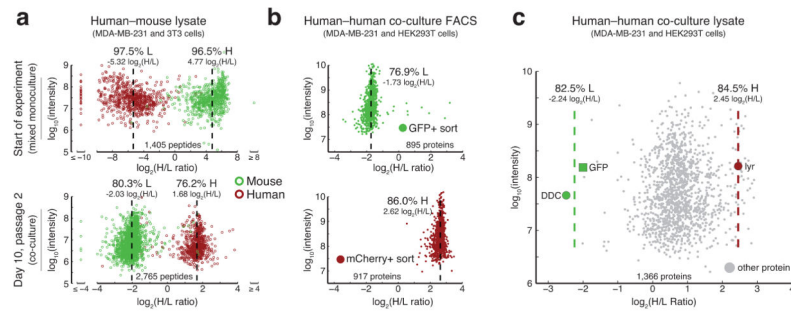 a
Human–mouse lysate
(MDA-MB-231 and 3T3 cells)
97.5% L
-5.32 log2(H/L)
96.5% H
4.77 log2(H/L)
Start of experiment
(mixed monoculture)
log10(intensity)
9
8
7
6
5
1,405 peptides
≤ −10
−5
0
5
≥ 8
80.3% L
-2.03 log2(H/L)
76.2% H
1.68 log2(H/L)
Mouse
Human
Day 10, passage 2
(co-culture)
log10(intensity)
9
8
7
6
5
2,765 peptides
≤ −4
−2
0
2
4
≥ 4
log2(H/L ratio)
b
Human–human co-culture FACS
(MDA-MB-231 and HEK293T cells)
76.9% L
-1.73 log2(H/L)
10
9
8
7
GFP+ sort
895 proteins
−4
−2
0
2
4
86.0% H
2.62 log2(H/L)
10
9
8
7
mCherry+ sort
917 proteins
−4
−2
0
2
4
log2(H/L ratio)
c
Human–human co-culture lysate
(MDA-MB-231 and HEK293T cells)
82.5% L
-2.24 log2(H/L)
84.5% H
2.45 log2(H/L)
GFP
DDC
lyr
log10(intensity)
10
9
8
7
6
other protein
1,366 proteins
−3
−2
−1
0
1
2
3
4
log2(H/L Ratio)